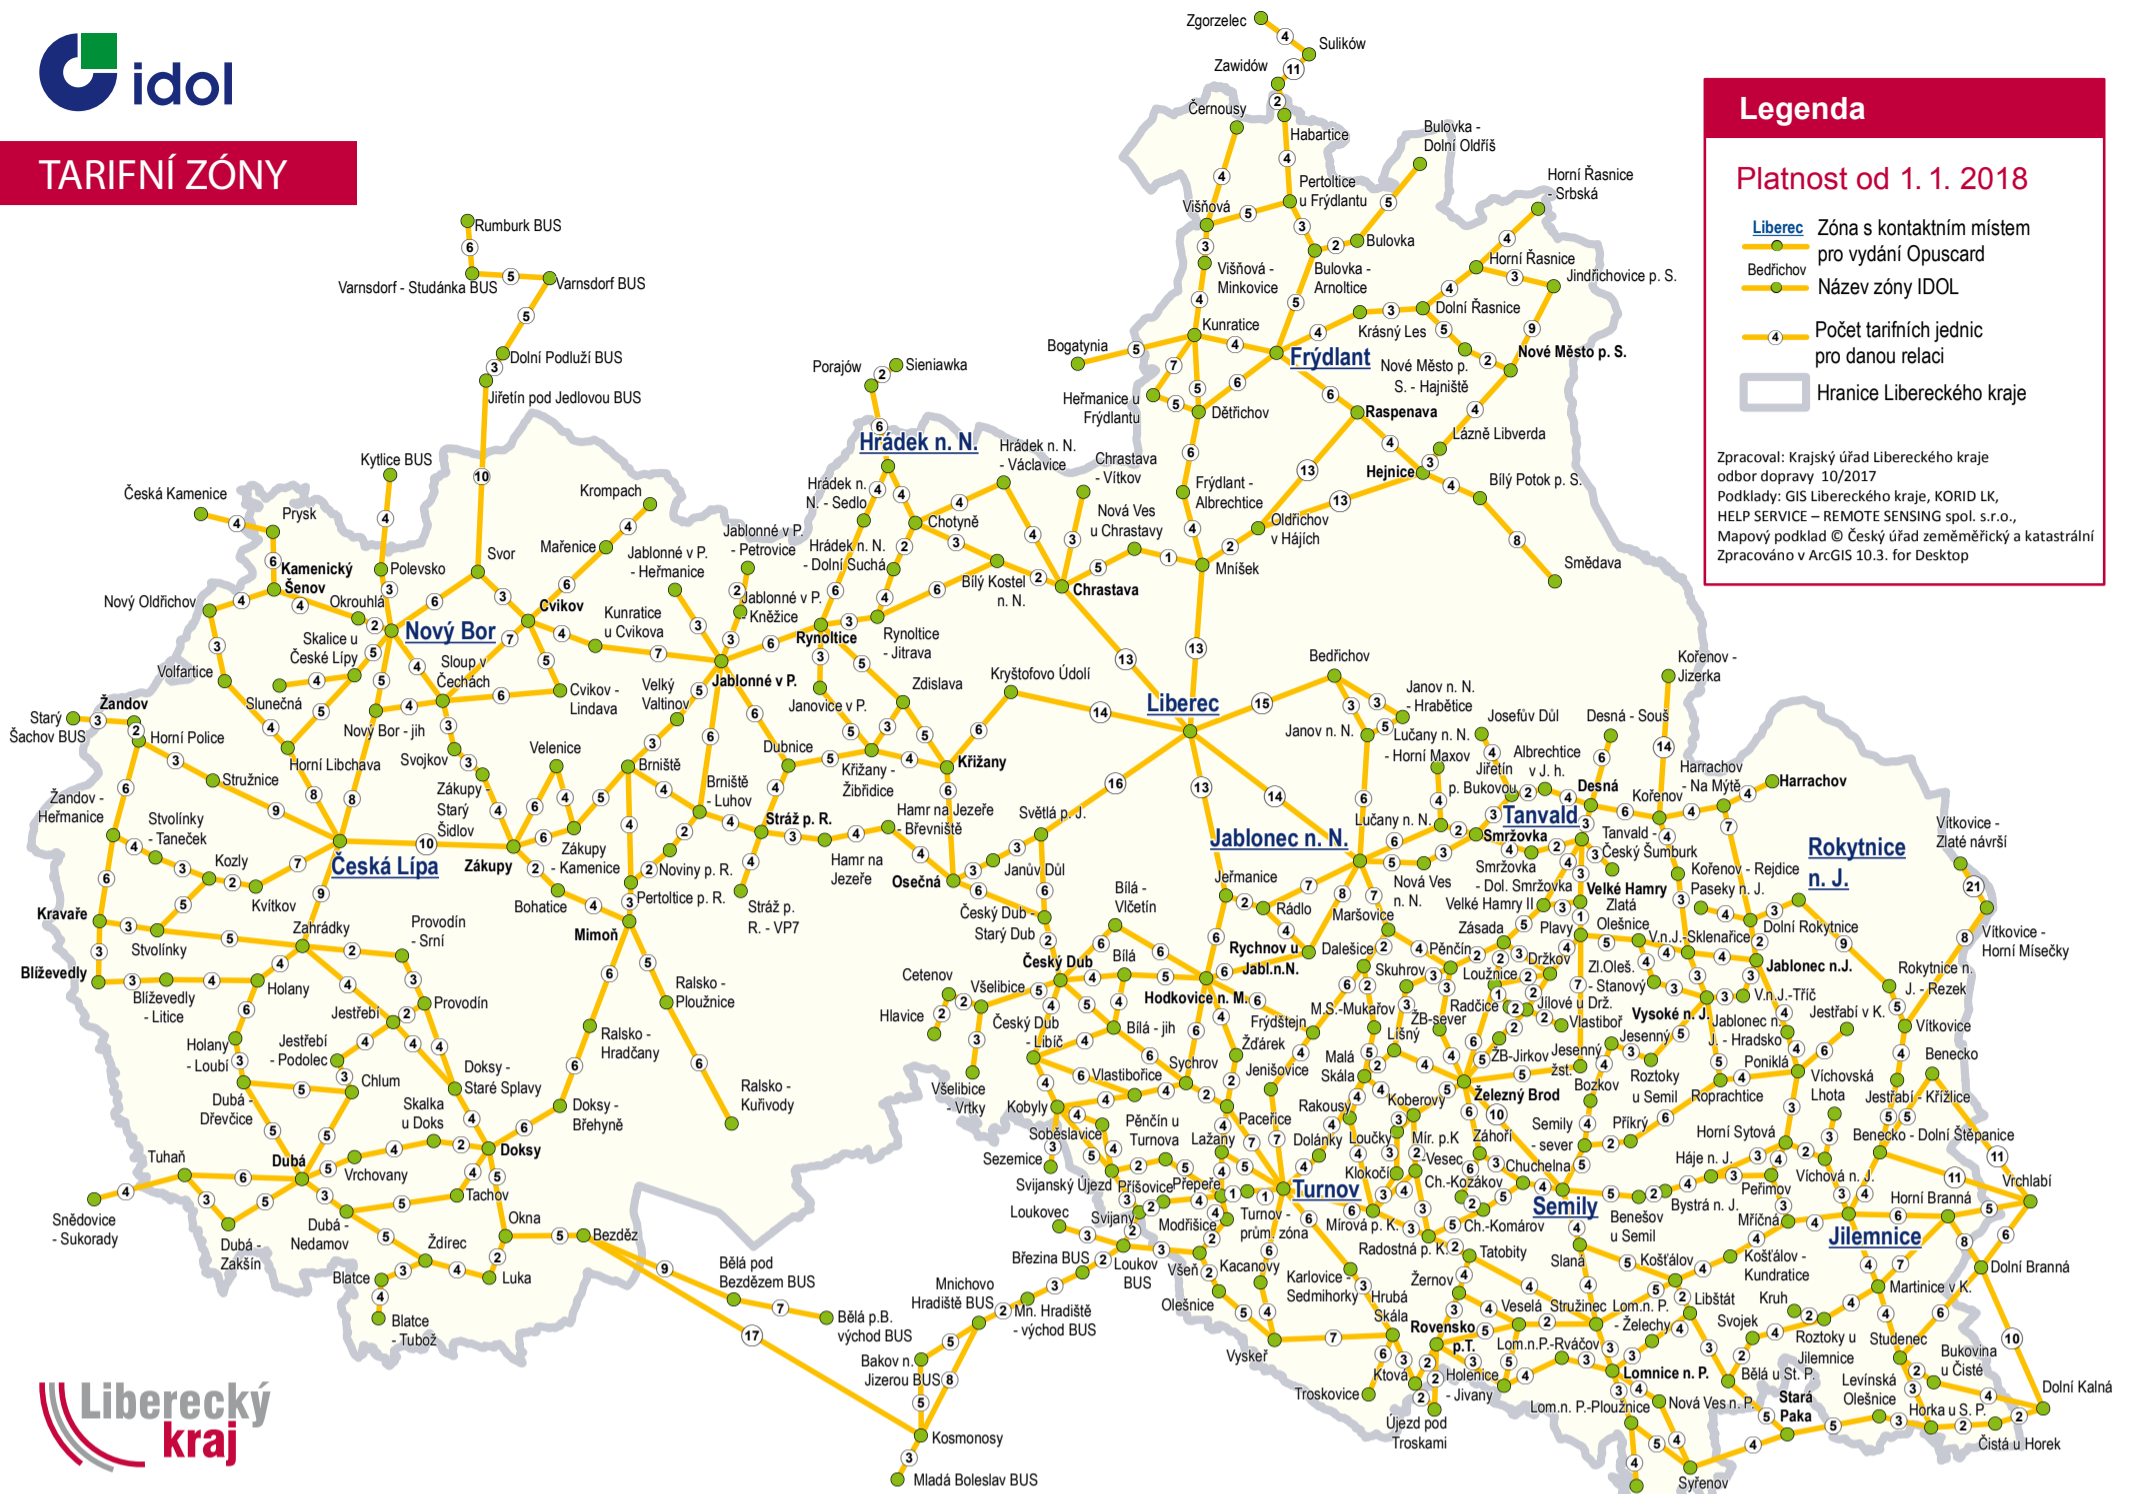 idol
TARIFNÍ ZÓNY
Legenda
Platnost od 1. 1. 2018
Liberec
Zóna s kontaktním místem
pro vydání Opuscard
Bedřichov
Název zóny IDOL
4
Počet tarifních jednic
pro danou relaci
Hranice Libereckého kraje
Zpracoval: Krajský úřad Libereckého kraje
odbor dopravy 10/2017
Podklady: GIS Libereckého kraje, KORID LK,
HELP SERVICE – REMOTE SENSING spol. s.r.o.,
Mapový podklad © Český úřad zeměměřický a katastrální
Zpracováno v ArcGIS 10.3. for Desktop
Zgorzelec
Sulików
Zawidów
Černousy
Habartice
Bulovka -
Dolní Oldříš
Pertoltice
u Frýdlantu
Horní Řasnice
- Srbská
Višňová
Bulovka
Višňová -
Minkovice
Bulovka -
Arnoltice
Horní Řasnice
Jindřichovice p. S.
Kunratice
Krásný Les
Dolní Řasnice
Bogatynia
Frýdlant
Nové Město p.
S. - Hajniště
Nové Město p. S.
Heřmanice u
Frýdlantu
Dětřichov
Raspenava
Lázně Libverda
Hejnice
Bílý Potok p. S.
Smědava
Frýdlant -
Albrechtice
Oldřichov
v Hájích
Mníšek
Rumburk BUS
Varnsdorf - Studánka BUS
Varnsdorf BUS
Dolní Podluží BUS
Jiřetín pod Jedlovou BUS
Porajów
Sieniawka
Hrádek n. N.
Hrádek n. N.
- Václavice
Chrastava
- Vítkov
Hrádek n.
N. - Sedlo
Chotyně
Nová Ves
u Chrastavy
Hrádek n. N.
- Dolní Suchá
Bílý Kostel
n. N.
Chrastava
Kytlice BUS
Česká Kamenice
Prysk
Kamenický
Šenov
Polevsko
Svor
Krompach
Mařenice
Jablonné v P.
- Petrovice
Jablonné v P.
- Heřmanice
Jablonné v P.
- Kněžice
Nový Oldřichov
Okrouhlá
Nový Bor
Cvikov
Kunratice
u Cvikova
Rynoltice
Rynoltice
- Jitrava
Skalice u
České Lípy
Sloup v
Čechách
Volfartice
Slunečná
Cvikov -
Lindava
Velký
Valtinov
Jablonné v P.
Janovice v P.
Zdislava
Kryštofovo Údolí
Liberec
Bedřichov
Starý
Šachov BUS
Žandov
Horní Police
Nový Bor - jih
Horní Libchava
Svojkov
Velenice
Brniště
Dubnice
Křižany -
Žibřidice
Křižany
Stružnice
Zákupy -
Starý
Šidlov
Brniště
- Luhov
Žandov -
Heřmanice
Stvolínky
- Taneček
Stráž p. R.
Hamr na Jezeře
- Břevniště
Světlá p. J.
Kozly
Česká Lípa
Zákupy
Zákupy
- Kamenice
Noviny p. R.
Hamr na
Jezeře
Osečná
Janův Důl
Kvítkov
Bohatice
Pertoltice p. R.
Stráž p.
R. - VP7
Kravaře
Stvolínky
Zahrádky
Provodín
- Srní
Mimoň
Český Dub -
Starý Dub
Blíževedly
Blíževedly
- Litice
Holany
Provodín
Ralsko -
Ploužnice
Jestřebí
Holany
- Loubí
Jestřebí
- Podolec
Ralsko -
Hradčany
Doksy -
Staré Splavy
Ralsko -
Kuřivody
Chlum
Dubá -
Dřevčice
Skalka
u Doks
Doksy -
Břehyně
Doksy
Tuhaň
Dubá
Vrchovany
Tachov
Snědovice
- Sukorady
Dubá -
Zakšín
Dubá -
Nedamov
Okna
Bezděz
Ždírec
Luka
Blatce
Blatce
- Tubož
Bělá pod
Bezdězem BUS
Bělá p.B.
východ BUS
Kosmonosy
Mladá Boleslav BUS
Bakov n.
Jizerou BUS
Mnichovo
Hradiště BUS
Mn. Hradiště
- východ BUS
Březina BUS
Loukov
BUS
Loukovec
Janov n. N.
- Hrabětice
Janov n. N.
Lučany n. N.
- Horní Maxov
Josefův Důl
Desná - Souš
Kořenov -
Jizerka
Jiřetín
p. Bukovou
Albrechtice
v J. h.
Desná
Harrachov
- Na Mýtě
Harrachov
Kořenov
Lučany n. N.
Tanvald
Smržovka
Tanvald -
Český Šumburk
Jablonec n. N.
Rokytnice
n. J.
Vítkovice -
Zlaté návrší
Kořenov - Rejdice
Smržovka
- Dol. Smržovka
Velké Hamry
Paseky n. J.
Velké Hamry II
Zlatá
Olešnice
Dolní Rokytnice
Vítkovice -
Horní Mísečky
Nová Ves
n. N.
Jeřmanice
Rádlo
Maršovice
Bílá -
Vlčetín
Rychnov u
Jabl.n.N.
Dalešice
Pěnčín
Zásada
Plavy
V.n.J.-Sklenařice
Jablonec n.J.
Rokytnice n.
J. - Rezek
Český Dub
Bílá
Hodkovice n. M.
Skuhrov
Loužnice
Držkov
Zl.Oleš.
- Stanový
V.n.J.-Tříč
Cetenov
Všelibice
Hlavice
Český Dub
- Libíč
Bílá - jih
Frýdštejn
M.S.-Mukařov
ŽB-sever
Radčice
Jílové u Drž.
Vlastiboř
Vysoké n. J.
Jablonec n.
J. - Hradsko
Jestřabí v K.
Vítkovice
Všelibice
- Vrtky
Žďárek
Sychrov
Vlastibořice
Jenišovice
Malá
Skála
Líšný
ŽB-Jirkov
Jesenný
žst.
Jesenný
Roztoky
u Semil
Poniklá
Benecko
Kobyly
Paceřice
Rakousy
Koberovy
Železný Brod
Bozkov
Roprachtice
Víchovská
Lhota
Jestřabí - Křížlice
Soběslavice
Pěnčín u
Turnova
Lažany
Dolánky
Loučky
Mír. p.K
-Vesec
Záhoří
Semily
- sever
Příkrý
Horní Sytová
Benecko - Dolní Štěpanice
Sezemice
Svijanský Újezd
Příšovice
Přepeře
Klokočí
Chuchelna
Háje n. J.
Víchová n. J.
Vrchlabí
Turnov
Ch.-Kozákov
Semily
Peřimov
Bystrá n. J.
Benešov
u Semil
Mříčná
Horní Branná
Svijany
Modřišice
Turnov -
prům. zóna
Mírová p. K.
Ch.-Komárov
Jilemnice
Všeň
Kacanovy
Radostná p. K.
Tatobity
Slaná
Košťálov
Košťálov -
Kundratice
Dolní Branná
Olešnice
Karlovice -
Sedmihorky
Hrubá
Skála
Žernov
Veselá
Stružinec
Lom.n. P.
- Želechy
Libštát
Kruh
Martinice v K.
Vyskeř
Rovensko
p.T.
Lom.n.P.-Rváčov
Svojek
Roztoky u
Jilemnice
Studenec
Bukovina
u Čisté
Troskovice
Ktová
Holenice
- Jivany
Lomnice n. P.
Bělá u St. P.
Levínská
Olešnice
Dolní Kalná
Újezd pod
Troskami
Lom.n. P.-Ploužnice
Nová Ves n. P.
Stará
Paka
Horka u S. P.
Čistá u Horek
Syřenov
Liberecký
kraj